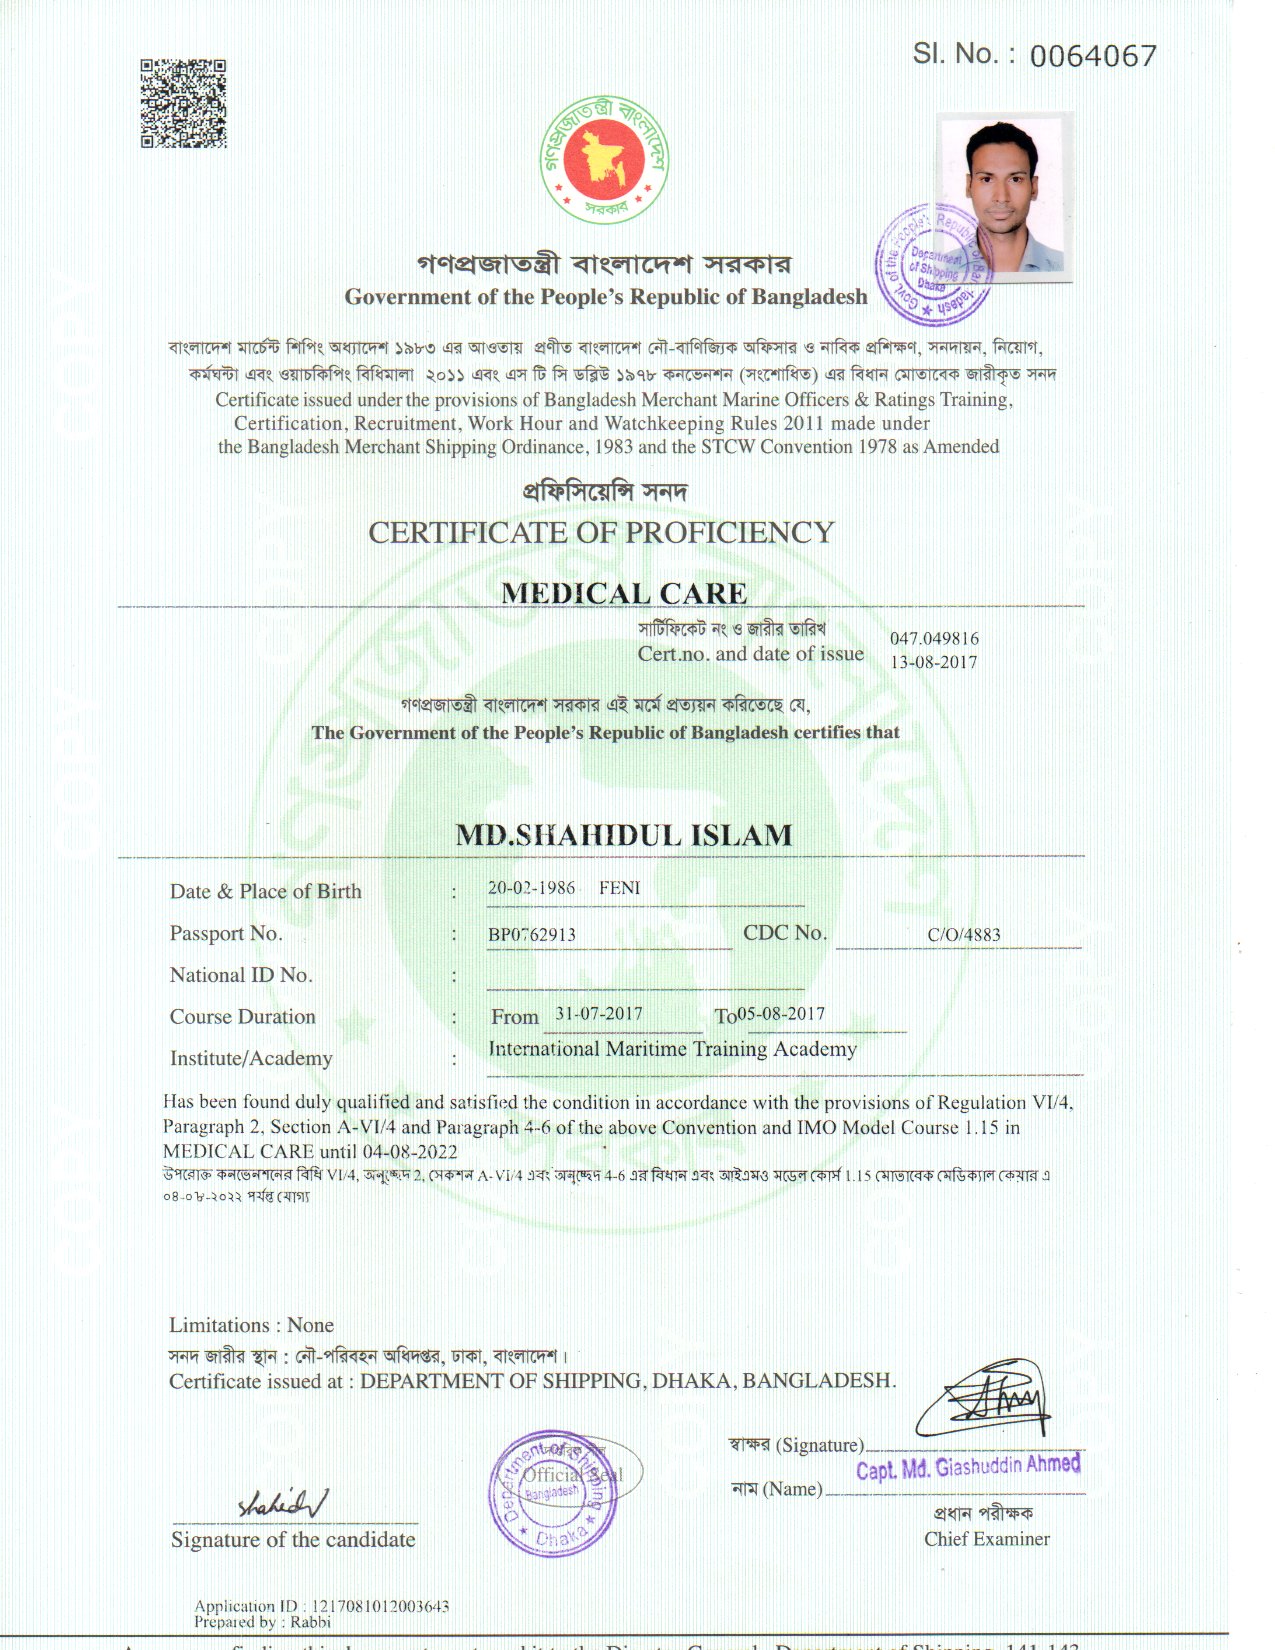 Sl. No. : 0064067
গণপ্রজাতন্ত্রী বাংলাদেশ
সরকার
Govt. of the People's Republic of Bangladesh
Department
of Shipping
Dhaka
গণপ্রজাতন্ত্রী বাংলাদেশ সরকার
Government of the People's Republic of Bangladesh
বাংলাদেশ মার্চেন্ট শিপিং অধ্যাদেশ ১৯৮৩ এর আওতায় প্রণীত বাংলাদেশ নৌ-বাণিজ্যিক অফিসার ও নাবিক প্রশিক্ষণ, সনদায়ন, নিয়োগ,
কর্মঘন্টা এবং ওয়াচকিপিং বিধিমালা ২০১১ এবং এস টি সি ডব্লিউ ১৯৭৮ কনভেনশন (সংশোধিত) এর বিধান মোতাবেক জারীকৃত সনদ
Certificate issued under the provisions of Bangladesh Merchant Marine Officers & Ratings Training,
Certification, Recruitment, Work Hour and Watchkeeping Rules 2011 made under
the Bangladesh Merchant Shipping Ordinance, 1983 and the STCW Convention 1978 as Amended
প্রফিসিয়েন্সি সনদ
CERTIFICATE OF PROFICIENCY
MEDICAL CARE
সার্টিফিকেট নং ও জারীর তারিখ
Cert.no. and date of issue
047.049816
13-08-2017
গণপ্রজাতন্ত্রী বাংলাদেশ সরকার এই মর্মে প্রত্যয়ন করিতেছে যে,
The Government of the People's Republic of Bangladesh certifies that
MD.SHAHIDUL ISLAM
Date & Place of Birth : 20-02-1986 FENI
Passport No. : BP0762913 CDC No. C/O/4883
National ID No. :
Course Duration : From 31-07-2017 To05-08-2017
Institute/Academy : International Maritime Training Academy
Has been found duly qualified and satisfied the condition in accordance with the provisions of Regulation VI/4,
Paragraph 2, Section A-VI/4 and Paragraph 4-6 of the above Convention and IMO Model Course 1.15 in
MEDICAL CARE until 04-08-2022
উপরোক্ত কনভেনশনের বিধি VI/4, অনুচ্ছেদ 2, সেকশন A-VI/4 এবং অনুচ্ছেদ 4-6 এর বিধান এবং আইএমও মডেল কোর্স 1.15 মোতাবেক মেডিক্যাল কেয়ার এ
০৪-০৮-২০২২ পর্যন্ত যোগ্য
Limitations : None
সনদ জারীর স্থান : নৌ-পরিবহন অধিদপ্তর, ঢাকা, বাংলাদেশ।
Certificate issued at : DEPARTMENT OF SHIPPING, DHAKA, BANGLADESH.
স্বাক্ষর (Signature)
Capt. Md. Giashuddin Ahmed
নাম (Name)
প্রধান পরীক্ষক
Chief Examiner
Official Seal
Department of Shipping
Bangladesh
Dhaka
Shahidul
Signature of the candidate
Application ID : 1217081012003643
Prepared by : Rabbi